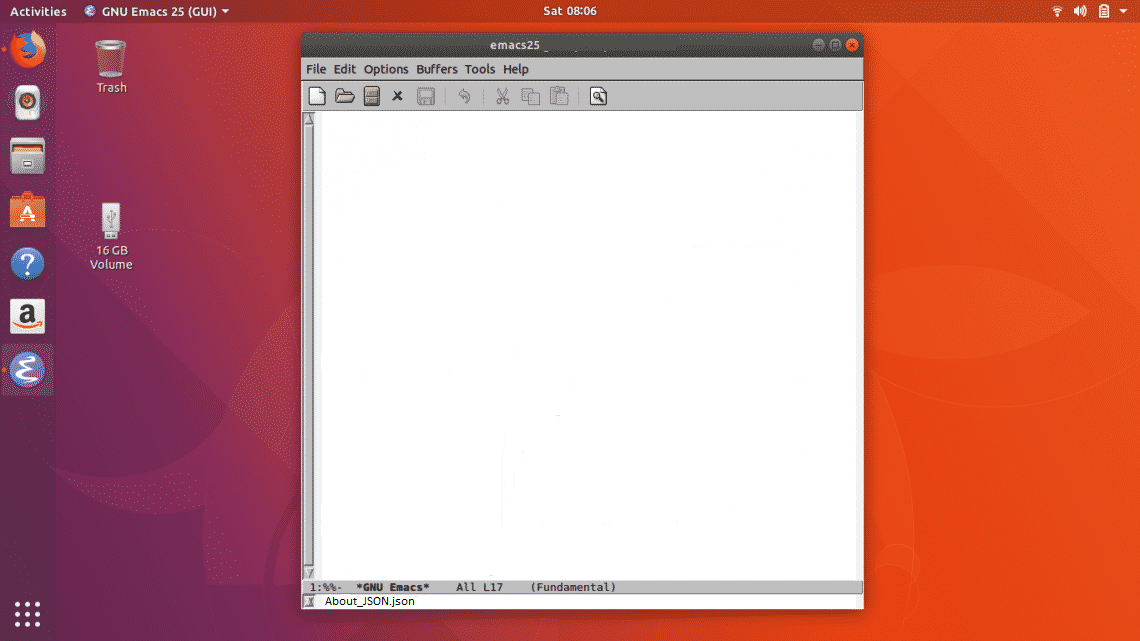 Activities GNU Emacs 25 (GUI) Sat 08:06
emacs25
Trash
File Edit Options Buffers Tools Help
16 GB
Volume
a
1:%%- *GNU Emacs* All L17 (Fundamental)
About_JSON.json